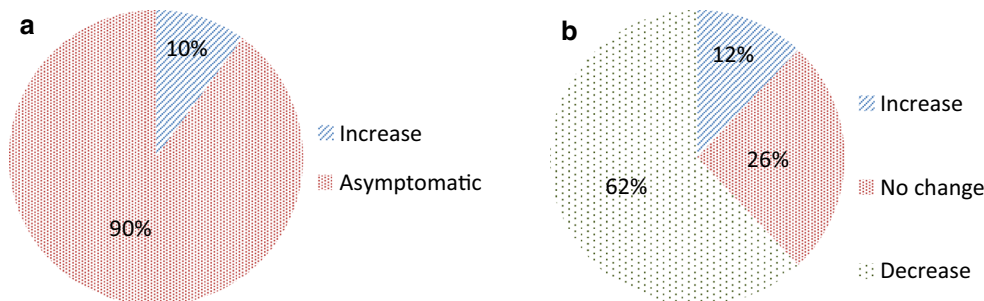 a
10%
90%
Increase
Asymptomatic
b
12%
26%
62%
Increase
No change
Decrease